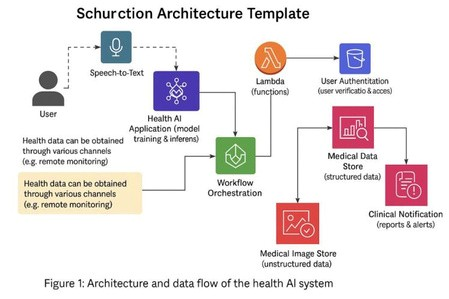 Schurction Architecture Template
Speech-to-Text
User
Health AI
Application (model
training & inferens)
Lambda
(functions)
User Authentitation
(user verificatio & acces)
Health data can be obtained
through various channels
(e.g. remote monitoring)
Health data can be obtained
through various channels
(e.g. remote monitoring)
Workflow
Orchestration
Medical Data
Store
(structured data)
Clinical Notification
(reports & alerts)
Medical Image Store
(unstructured data)
Figure 1: Architecture and data flow of the health AI system